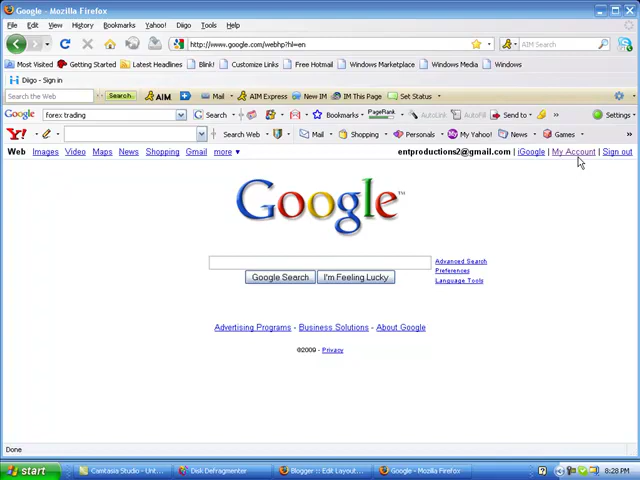 Google - Mozilla Firefox
File Edit View History Bookmarks Yahoo! Diigo Tools Help
http://www.google.com/webhp?hl=en
AIM Search
Most Visited Getting Started Latest Headlines Blink! Customize Links Free Hotmail Windows Marketplace Windows Media Windows
Diigo - Sign in
Search the Web Search AIM Mail AIM Express New IM IM This Page Set Status
Google forex trading Search Bookmarks PageRank AutoLink AutoFill Send to Settings
Y! Search Web Mail Shopping Personals My Yahoo! News Games
Web Images Video Maps News Shopping Gmail more ▼ entproductions2@gmail.com | iGoogle | My Account | Sign out
Google™
Advanced Search
Preferences
Language Tools
Google Search I'm Feeling Lucky
Advertising Programs - Business Solutions - About Google
©2009 - Privacy
Done
start Camtasia Studio - Unt... Disk Defragmenter Blogger :: Edit Layout... Google - Mozilla Firefox 8:28 PM